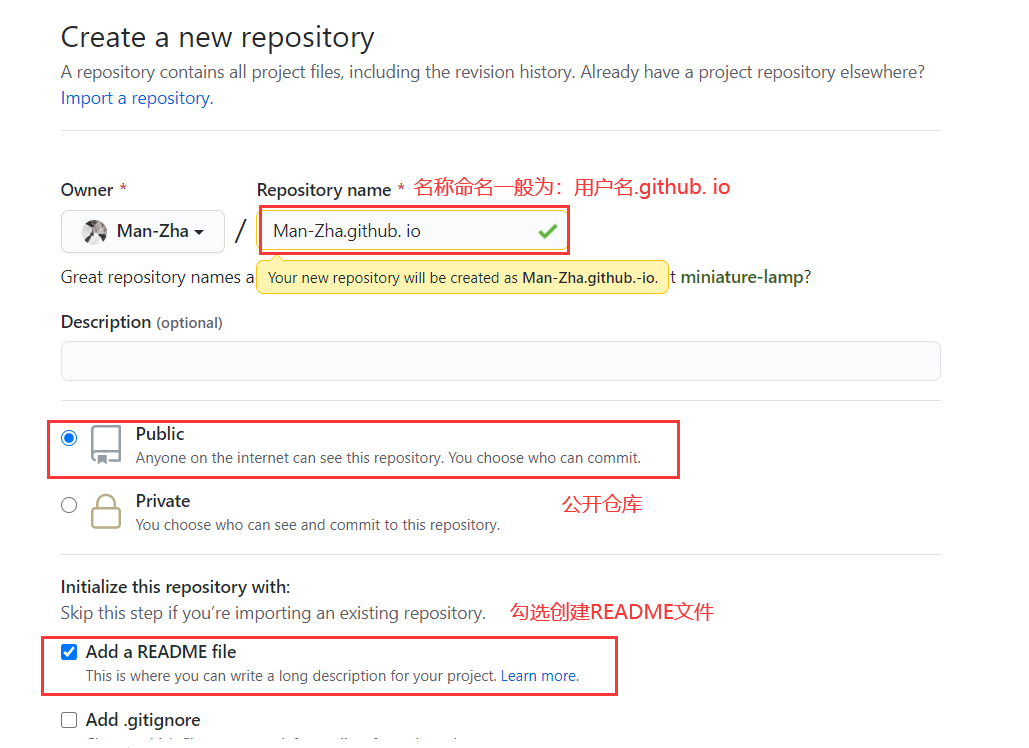 Create a new repository
A repository contains all project files, including the revision history. Already have a project repository elsewhere?
Import a repository.
Owner * Repository name * 名称命名一般为：用户名.github. io
Man-Zha / Man-Zha.github. io
Great repository names a
Your new repository will be created as Man-Zha.github.-io.
t miniature-lamp?
Description (optional)
Public
Anyone on the internet can see this repository. You choose who can commit.
Private
公开仓库
You choose who can see and commit to this repository.
Initialize this repository with:
Skip this step if you’re importing an existing repository. 勾选创建README文件
Add a README file
This is where you can write a long description for your project. Learn more.
Add .gitignore